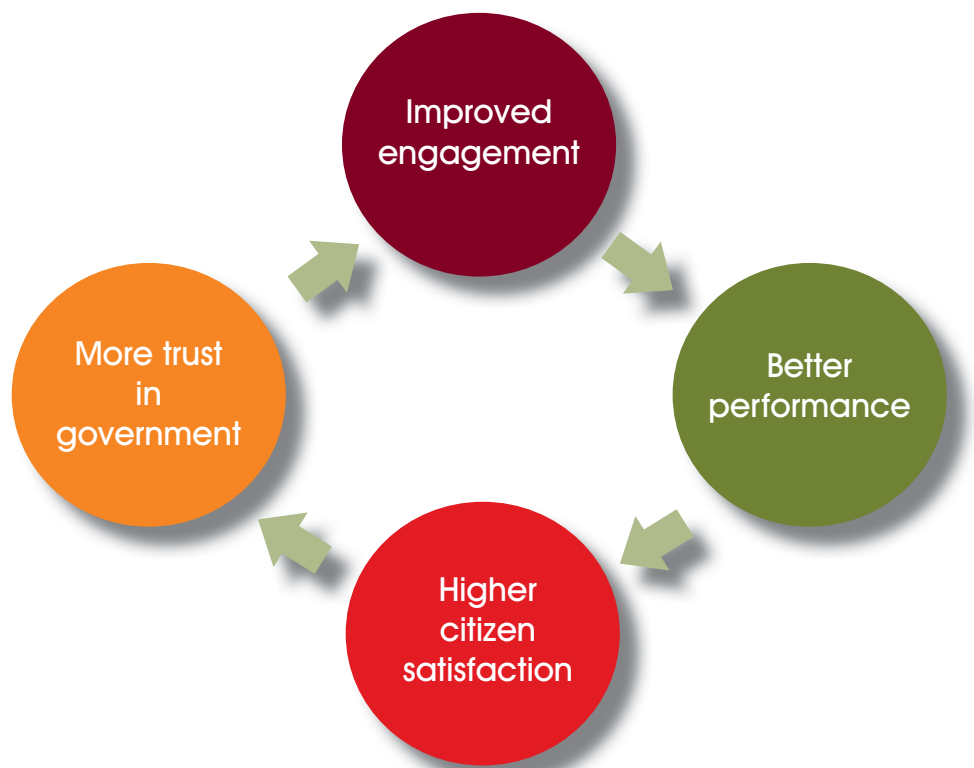 Improved
engagement
Better
performance
Higher
citizen
satisfaction
More trust
in
government